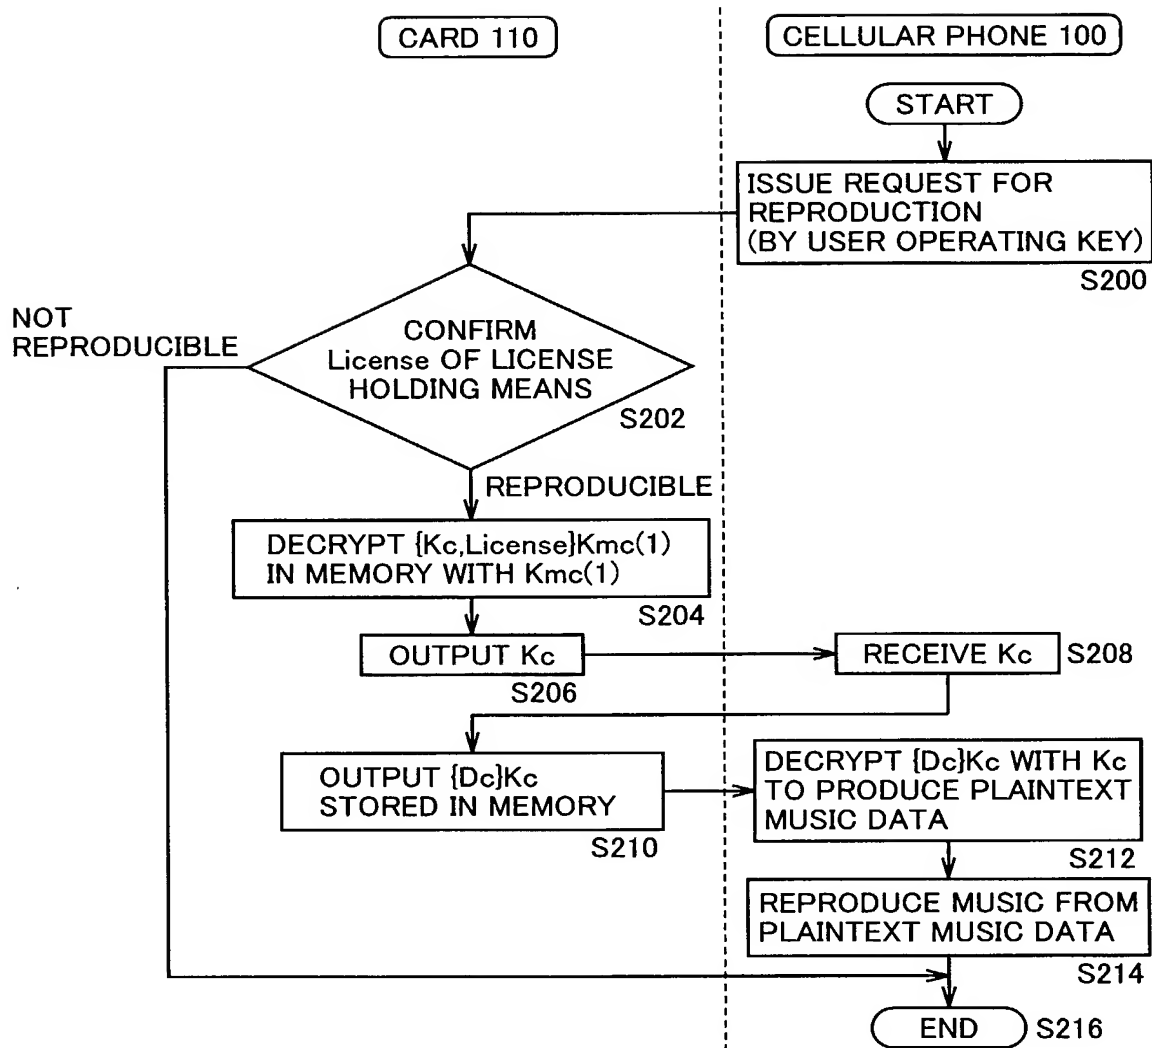 CARD 110
CELLULAR PHONE 100
START
ISSUE REQUEST FOR
REPRODUCTION
(BY USER OPERATING KEY)
S200
NOT
REPRODUCIBLE
CONFIRM
License OF LICENSE
HOLDING MEANS
S202
REPRODUCIBLE
DECRYPT {Kc,License}Kmc(1)
IN MEMORY WITH Kmc(1)
S204
OUTPUT Kc
S206
RECEIVE Kc
S208
OUTPUT {Dc}Kc
STORED IN MEMORY
S210
DECRYPT {Dc}Kc WITH Kc
TO PRODUCE PLAINTEXT
MUSIC DATA
S212
REPRODUCE MUSIC FROM
PLAINTEXT MUSIC DATA
S214
END
S216